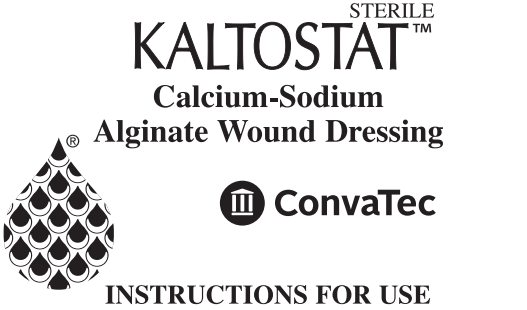 STERILE
KALTOSTAT™
Calcium-Sodium
Alginate Wound Dressing
®
ConvaTec
INSTRUCTIONS FOR USE